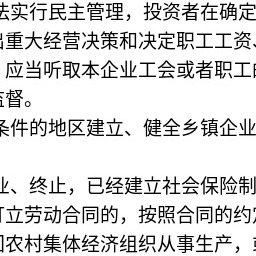 法实行民主管理，投资者在确定
出重大经营决策和决定职工工资、
，应当听取本企业工会或者职工
监督。
条件的地区建立、健全乡镇企业
业、终止，已经建立社会保险制
订立劳动合同的，按照合同的约
回农村集体经济组织从事生产，